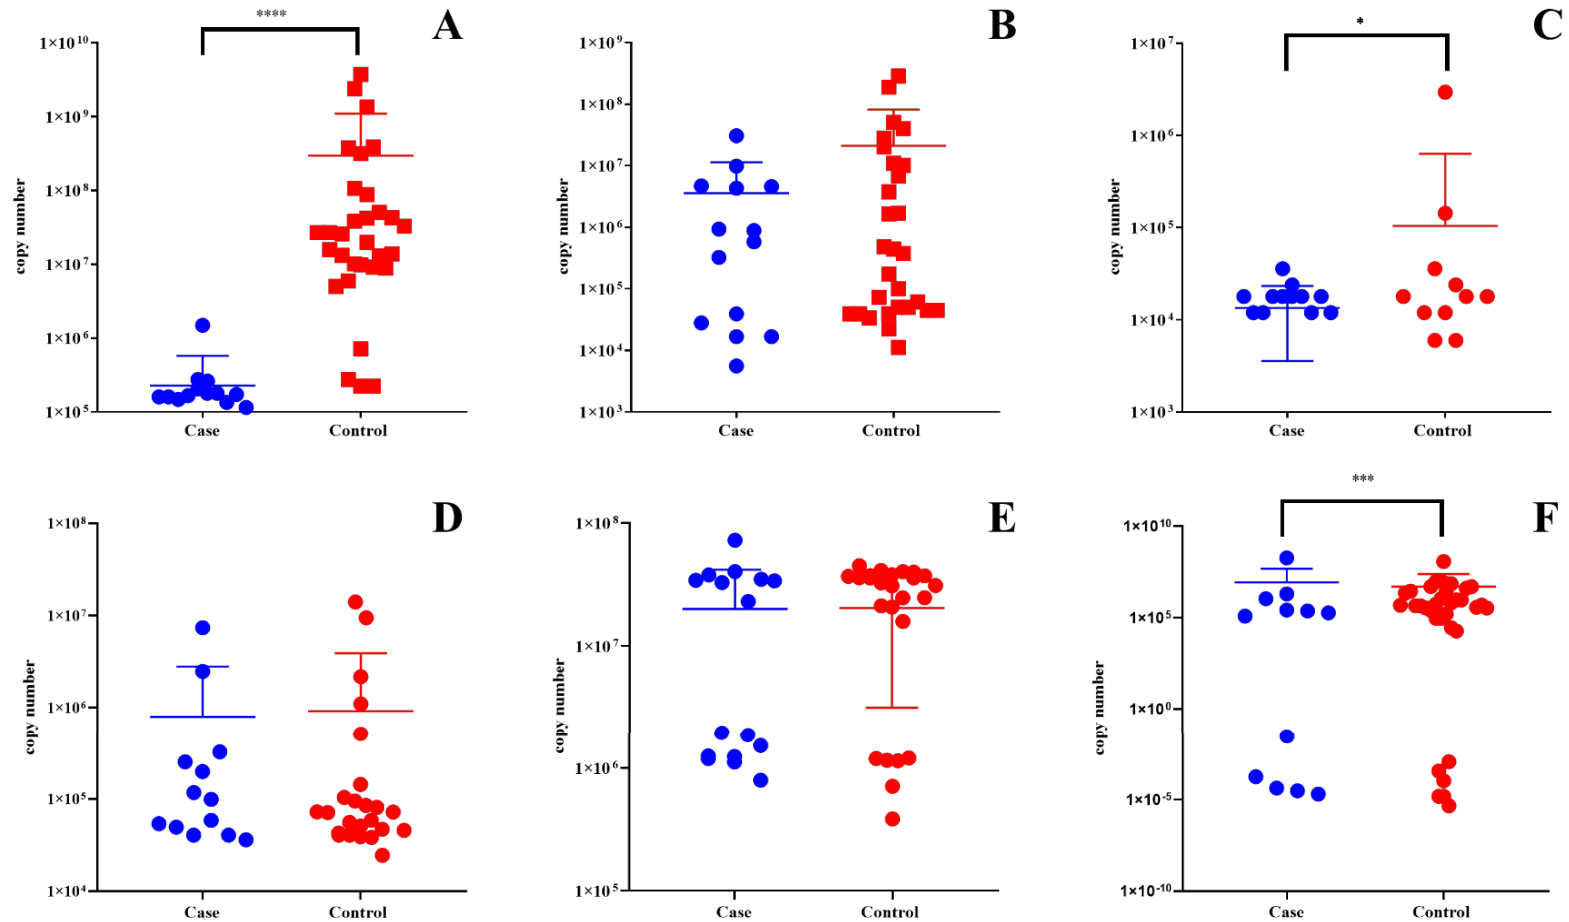 A
****
1×10¹⁰
1×10⁹
1×10⁸
1×10⁷
1×10⁶
1×10⁵
copy number
Case
Control
B
1×10⁹
1×10⁸
1×10⁷
1×10⁶
1×10⁵
1×10⁴
1×10³
copy number
Case
Control
C
*
1×10⁷
1×10⁶
1×10⁵
1×10⁴
1×10³
copy number
Case
Control
D
1×10⁸
1×10⁷
1×10⁶
1×10⁵
1×10⁴
copy number
Case
Control
E
1×10⁸
1×10⁷
1×10⁶
1×10⁵
copy number
Case
Control
F
***
1×10¹⁰
1×10⁵
1×10⁰
1×10⁻⁵
1×10⁻¹⁰
copy number
Case
Control